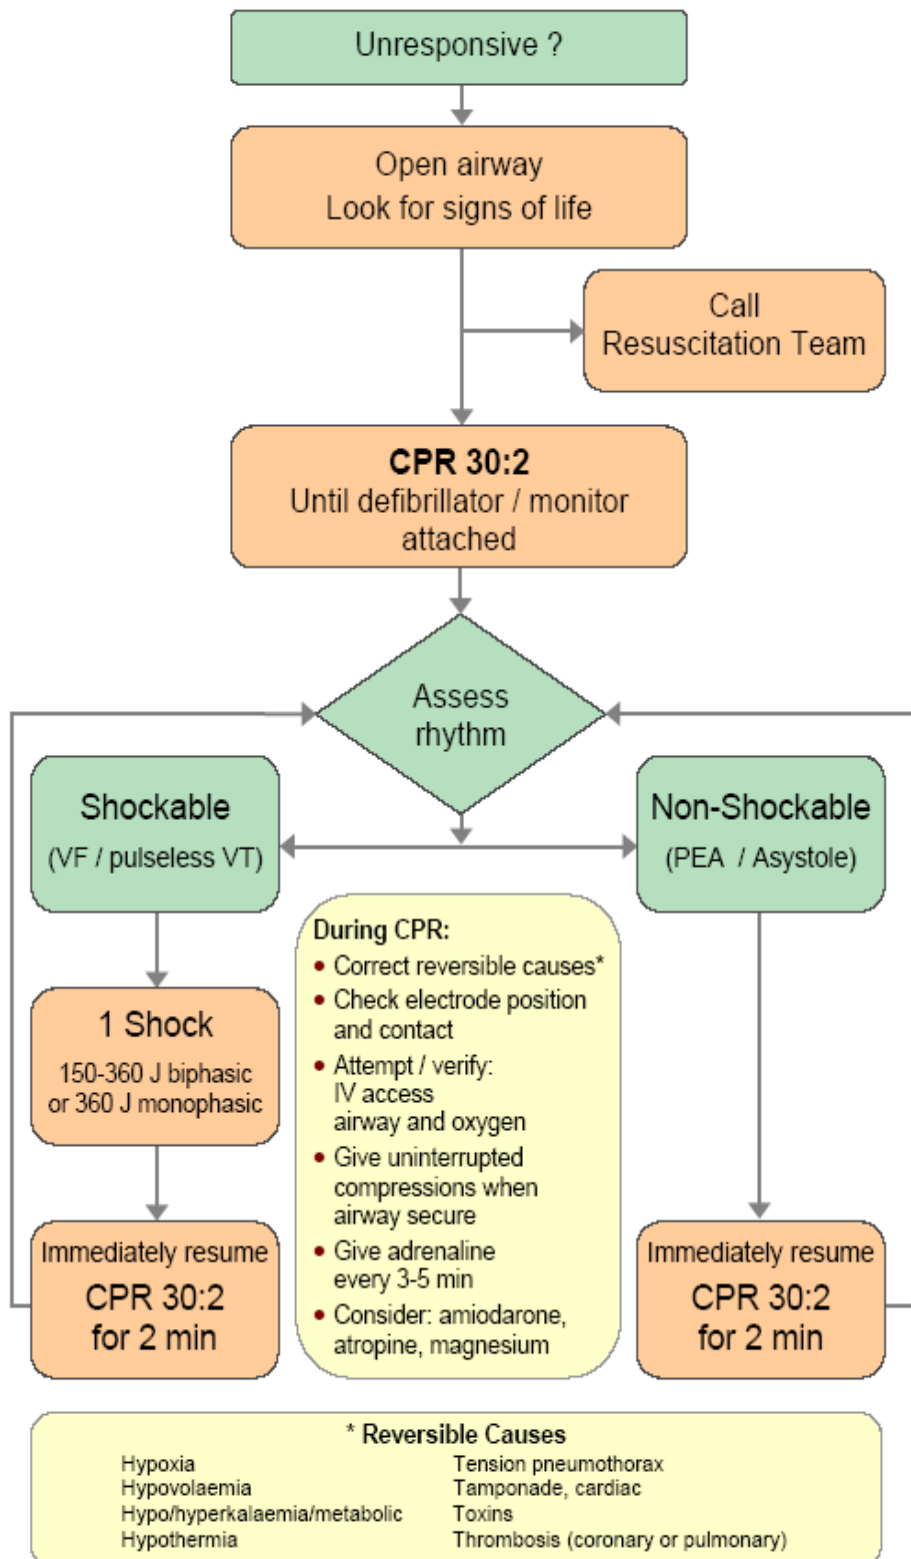 Unresponsive ?
Open airway
Look for signs of life
Call
Resuscitation Team
CPR 30:2
Until defibrillator / monitor
attached
Assess
rhythm
Shockable
(VF / pulseless VT)
Non-Shockable
(PEA / Asystole)
1 Shock
150-360 J biphasic
or 360 J monophasic
Immediately resume
CPR 30:2
for 2 min
During CPR:
• Correct reversible causes*
• Check electrode position
and contact
• Attempt / verify:
IV access
airway and oxygen
• Give uninterrupted
compressions when
airway secure
• Give adrenaline
every 3-5 min
• Consider: amiodarone,
atropine, magnesium
Immediately resume
CPR 30:2
for 2 min
* Reversible Causes
Hypoxia
Hypovolaemia
Hypo/hyperkalaemia/metabolic
Hypothermia
Tension pneumothorax
Tamponade, cardiac
Toxins
Thrombosis (coronary or pulmonary)